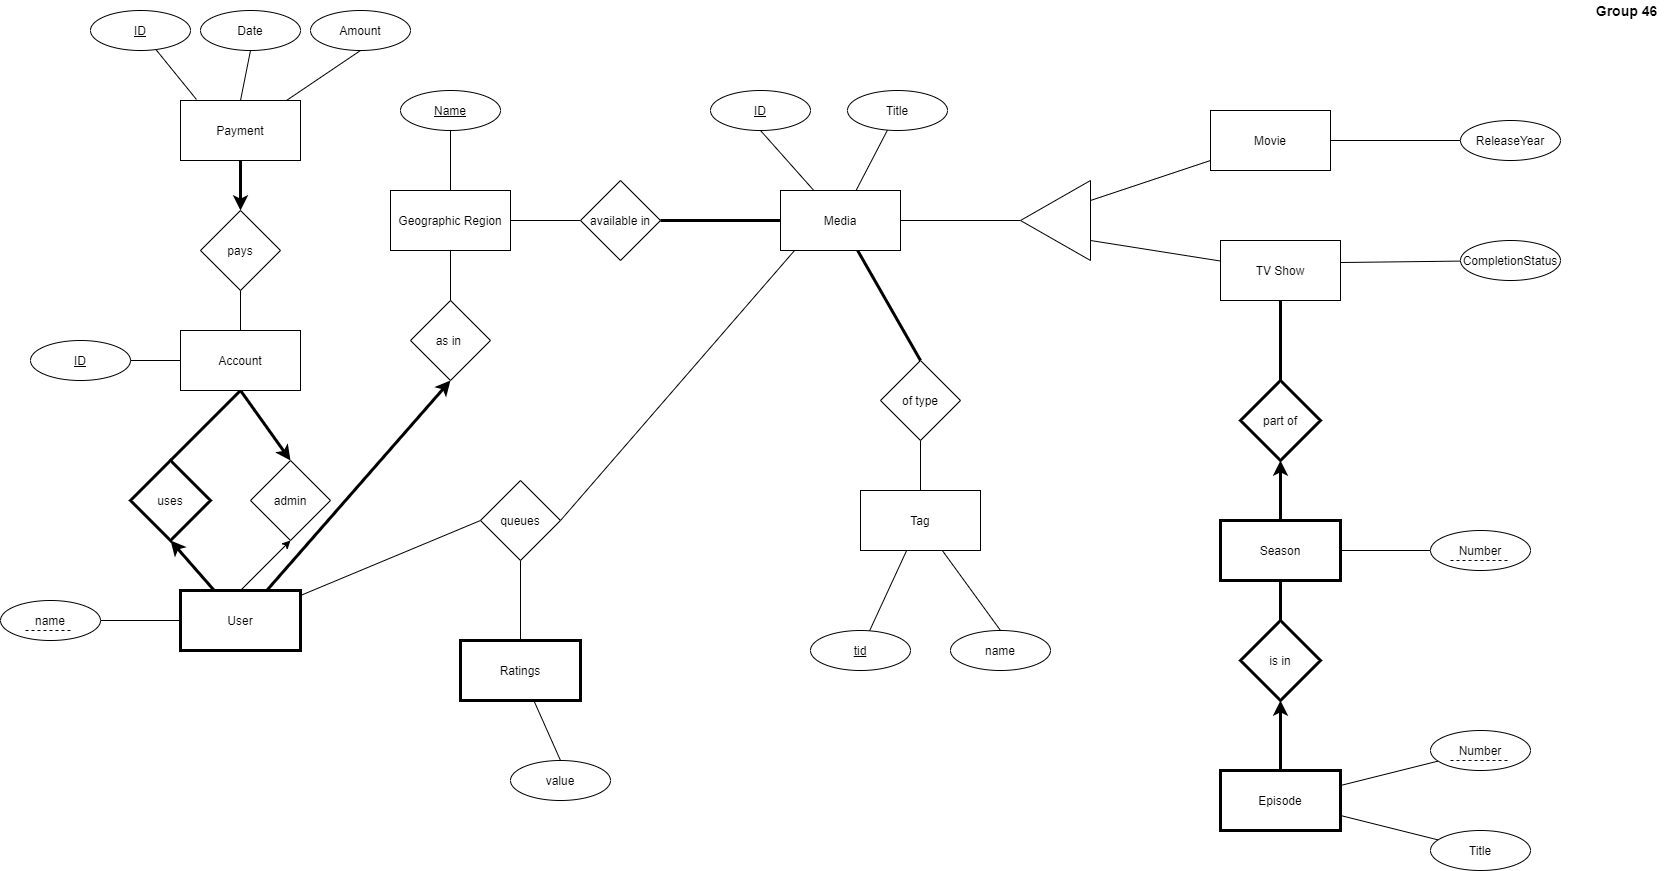 Group 46
ID
Date
Amount
Payment
Name
ID
Title
Movie
ReleaseYear
pays
Geographic Region
available in
Media
TV Show
CompletionStatus
ID
Account
as in
of type
part of
uses
admin
queues
Tag
Season
Number
name
User
Ratings
tid
name
is in
value
Episode
Number
Title